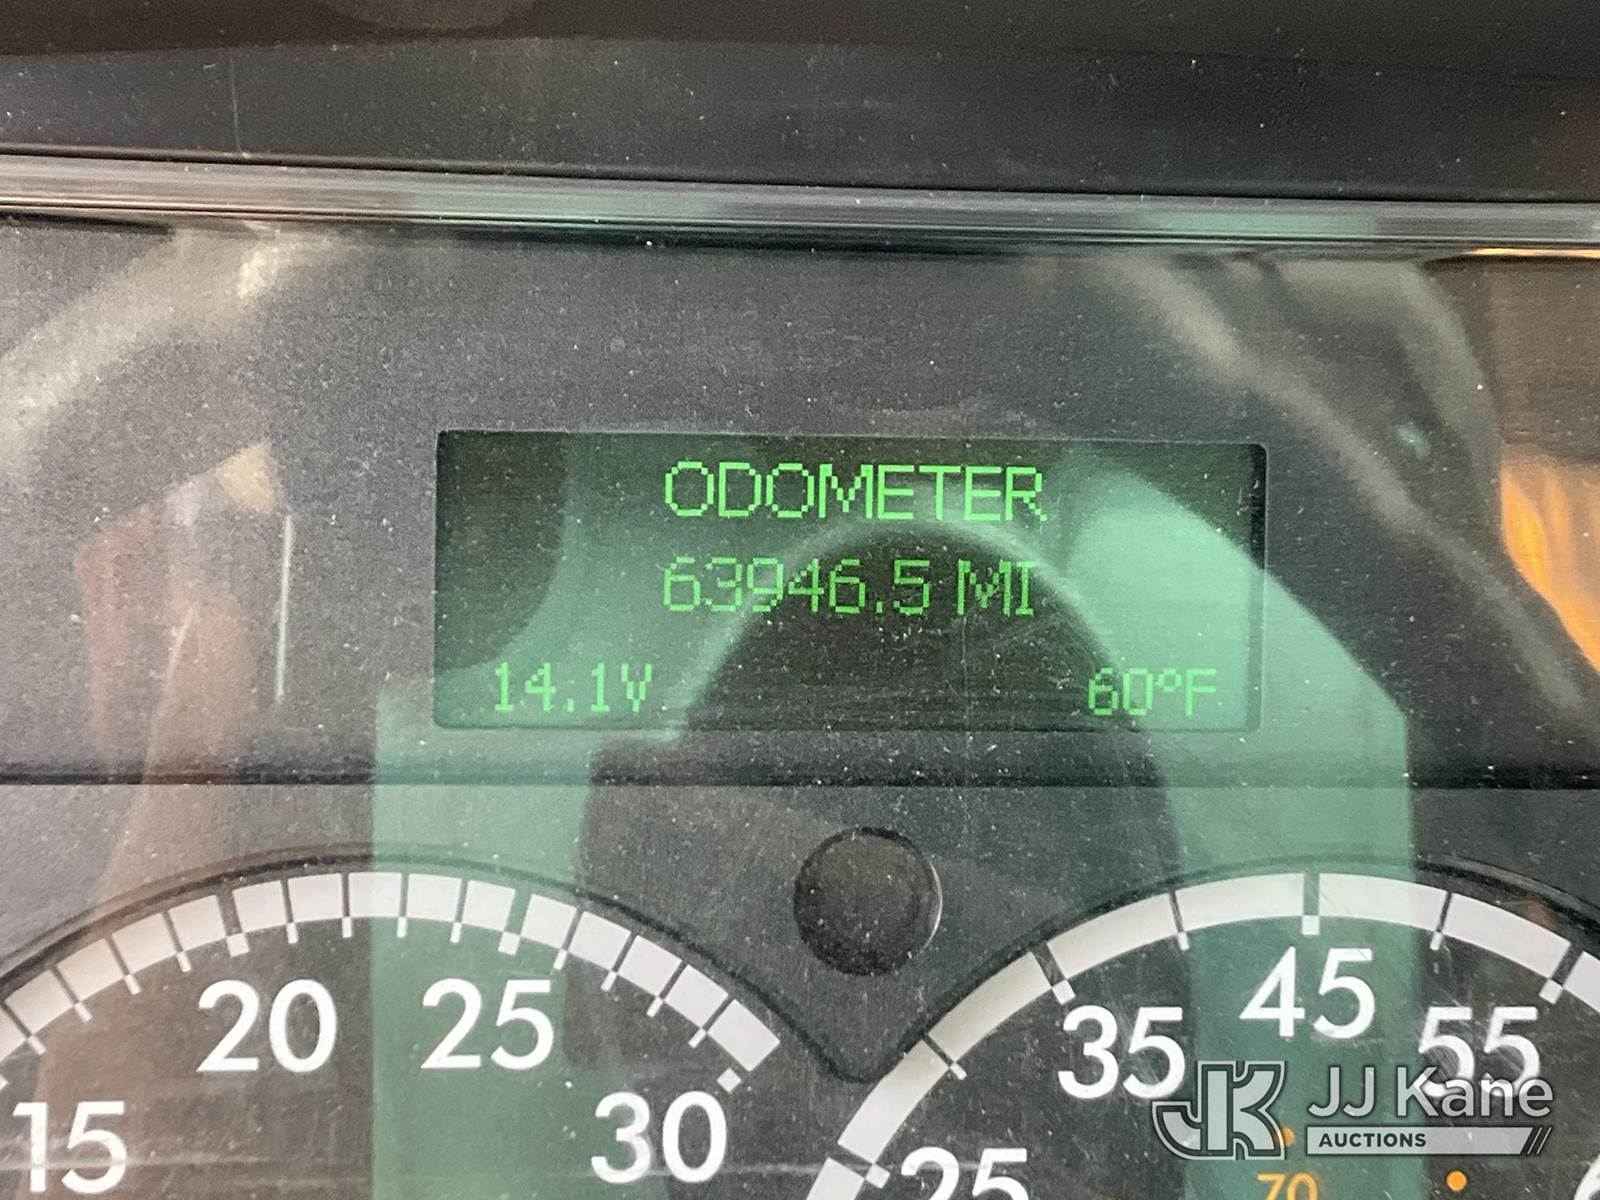 ODOMETER
63946.5 MI
14.1V 60°F
15 20 25 30
25 35 45 55
70
JK JJ Kane
AUCTIONS